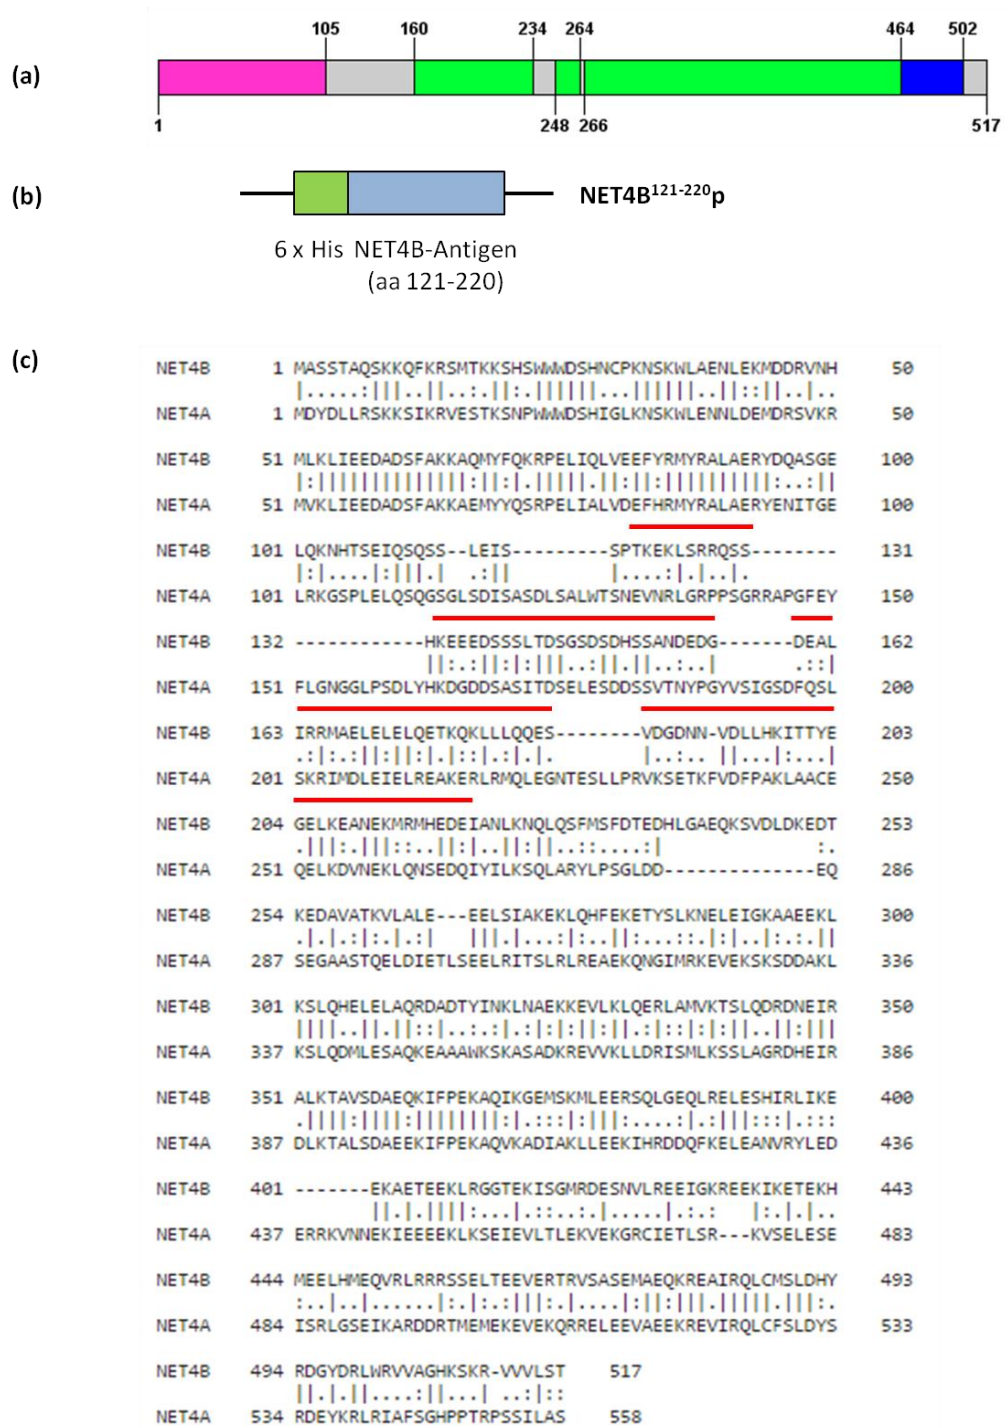 (a)
105 160 234 264 464 502
1 248 266 517
(b)
NET4B121-220p
6 x His NET4B-Antigen
(aa 121-220)
(c)
NET4B 1 MASSTAQSKKQFKRSMTKKSHSWWWDSHNCPKNSKWLAENLEKMDDRVNH 50
NET4A 1 MDYDLLRSKKSIKRVESTKSNPWWWDSHIGLKNSKWLENNLDEMDRSVKR 50
NET4B 51 MLKLIEEDADSFAKKAQMYFQKRPELIQLVEEFYRMYRALAERYDQASGE 100
NET4A 51 MVKLIEEDADSFAKKAEMYYQSRPELIALVDEFHRMYRALAERYENITGE 100
NET4B 101 LQKNHTSEIQSQSS--LEIS---------SPTKEKLSRRQSS-------- 131
NET4A 101 LRKGSPLELQSQGSGLSDISASDLSALWTSNEVNRLGRPPSGRRAPGFEY 150
NET4B 132 ------------HKEEEDSSSLTDSGSDSDHSSANDEDG-------DEAL 162
NET4A 151 FLGNGGLPSDLYHKDGDDSASITDSELESDDSSVTNYPGYVSIGSDFQSL 200
NET4B 163 IRRMAELELELQETKQKLLLQQES--------VDGDNN-VDLLHKITTYE 203
NET4A 201 SKRIMDLEIELREAKERLRMQLEGNTESLLPRVKSETKFVDFPAKLAACE 250
NET4B 204 GELKEANEKMRMHEDEIANLKNQLQSFMSFDTEDHLGAEQKSVDLDKEDT 253
NET4A 251 QELKDVNEKLQNSEDQIYILKSQLARYLPSGLDD--------------EQ 286
NET4B 254 KEDAVATKVLALE---EELSIAKEKLQHFEKETYSLKNELEIGKAAEEKL 300
NET4A 287 SEGAASTQELDIETLSEELRITSLRLREAEKQNGIMRKEVEKSKSDDAKL 336
NET4B 301 KSLQHELELAQRDADTYINKLNAEKKEVLKLQERLAMVKTSLQDRDNEIR 350
NET4A 337 KSLQDMLESAQKEAAAWKSKASADKREVVKLLDRISMLKSSLAGRDHEIR 386
NET4B 351 ALKTAVSDAEQKIFPEKAQIKGEMSKMLEERSQLGEQLRELESHIRLIKE 400
NET4A 387 DLKTALSDAEEKIFPEKAQVKADIAKLLEEKIHRDDQFKELEANVRYLED 436
NET4B 401 -------EKAETEEKLRGGTEKISGMRDESNVLREEIGKREEKIKETEKH 443
NET4A 437 ERRKVNNEKIEEEEKLKSEIEVLTLEKVEKGRCIETLSR---KVSELESE 483
NET4B 444 MEELHMEQVRLRRRSSELTEEVERTRVSASEMAEQKREAIRQLCMSLDHY 493
NET4A 484 ISRLGSEIKARDDRTMEMEKEVEKQRRELEEVAEEKREVIRQLCFSLDYS 533
NET4B 494 RDGYDRLWRVVAGHKSKR-VVVLST 517
NET4A 534 RDEYKRLRIAFSGHPPTRPSSILAS 558